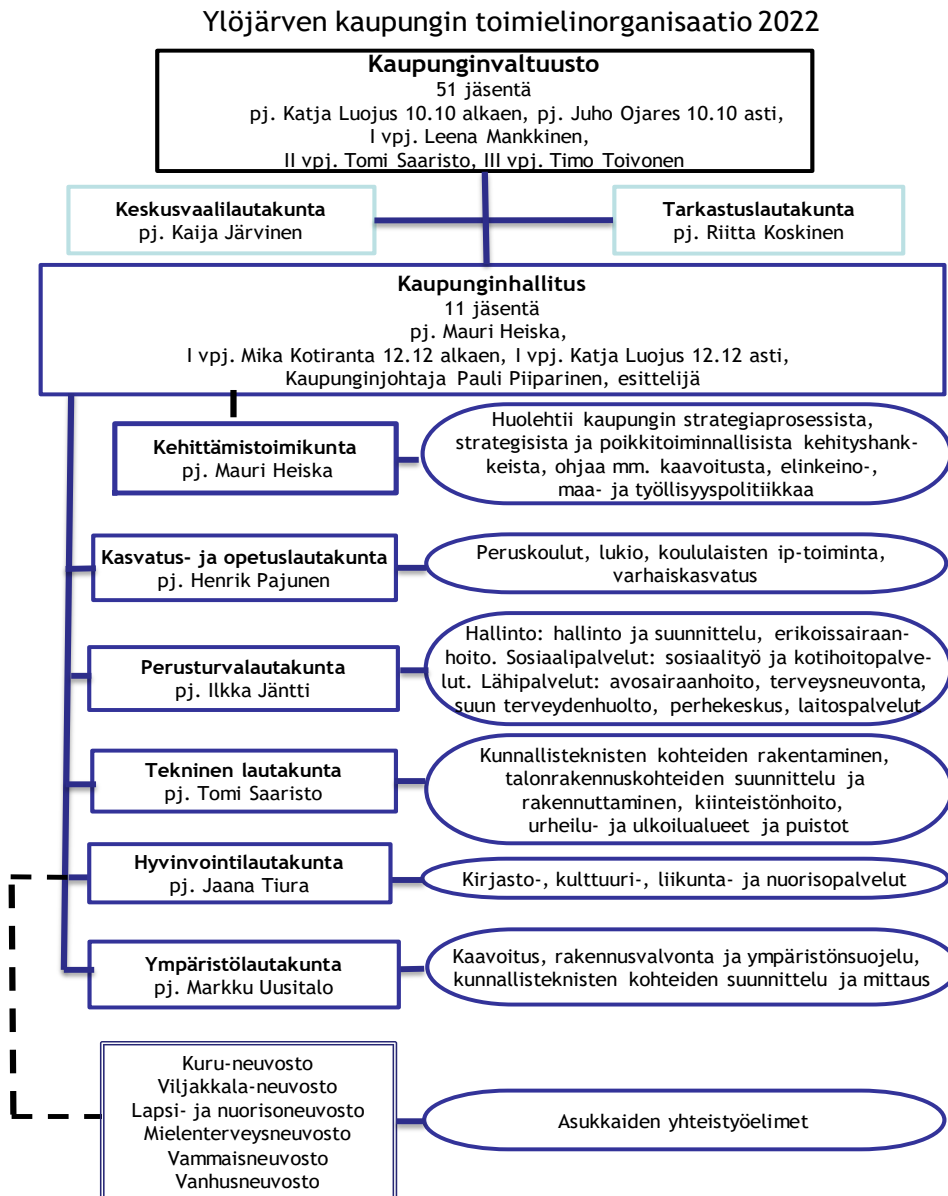 Ylöjärven kaupungin toimielinorganisaatio 2022
Kaupunginvaltuusto
51 jäsentä
pj. Katja Luojus 10.10 alkaen, pj. Juho Ojares 10.10 asti,
I vpj. Leena Mankkinen,
II vpj. Tomi Saaristo, III vpj. Timo Toivonen
Keskusvaalilautakunta
pj. Kaija Järvinen
Tarkastuslautakunta
pj. Riitta Koskinen
Kaupunginhallitus
11 jäsentä
pj. Mauri Heiska,
I vpj. Mika Kotiranta 12.12 alkaen, I vpj. Katja Luojus 12.12 asti,
Kaupunginjohtaja Pauli Piiparinen, esittelijä
Kehittämistoimikunta
pj. Mauri Heiska
Huolehtii kaupungin strategiaprosessista,
strategisista ja poikkitoiminnallisista kehityshank-
keista, ohjaa mm. kaavoitusta, elinkeino-,
maa- ja työllisyyspolitiikkaa
Kasvatus- ja opetuslautakunta
pj. Henrik Pajunen
Peruskoulut, lukio, koululaisten ip-toiminta,
varhaiskasvatus
Perusturvalautakunta
pj. Ilkka Jäntti
Hallinto: hallinto ja suunnittelu, erikoissairaan-
hoito. Sosiaalipalvelut: sosiaalityö ja kotihoitopalve-
lut. Lähipalvelut: avosairaanhoito, terveysneuvonta,
suun terveydenhuolto, perhekeskus, laitospalvelut
Tekninen lautakunta
pj. Tomi Saaristo
Kunnallisteknisten kohteiden rakentaminen,
talonrakennuskohteiden suunnittelu ja
rakennuttaminen, kiinteistönhoito,
urheilu- ja ulkoilualueet ja puistot
Hyvinvointilautakunta
pj. Jaana Tiura
Kirjasto-, kulttuuri-, liikunta- ja nuorisopalvelut
Ympäristölautakunta
pj. Markku Uusitalo
Kaavoitus, rakennusvalvonta ja ympäristönsuojelu,
kunnallisteknisten kohteiden suunnittelu ja mittaus
Kuru-neuvosto
Viljakkala-neuvosto
Lapsi- ja nuorisoneuvosto
Mielenterveysneuvosto
Vammaisneuvosto
Vanhusneuvosto
Asukkaiden yhteistyöelimet